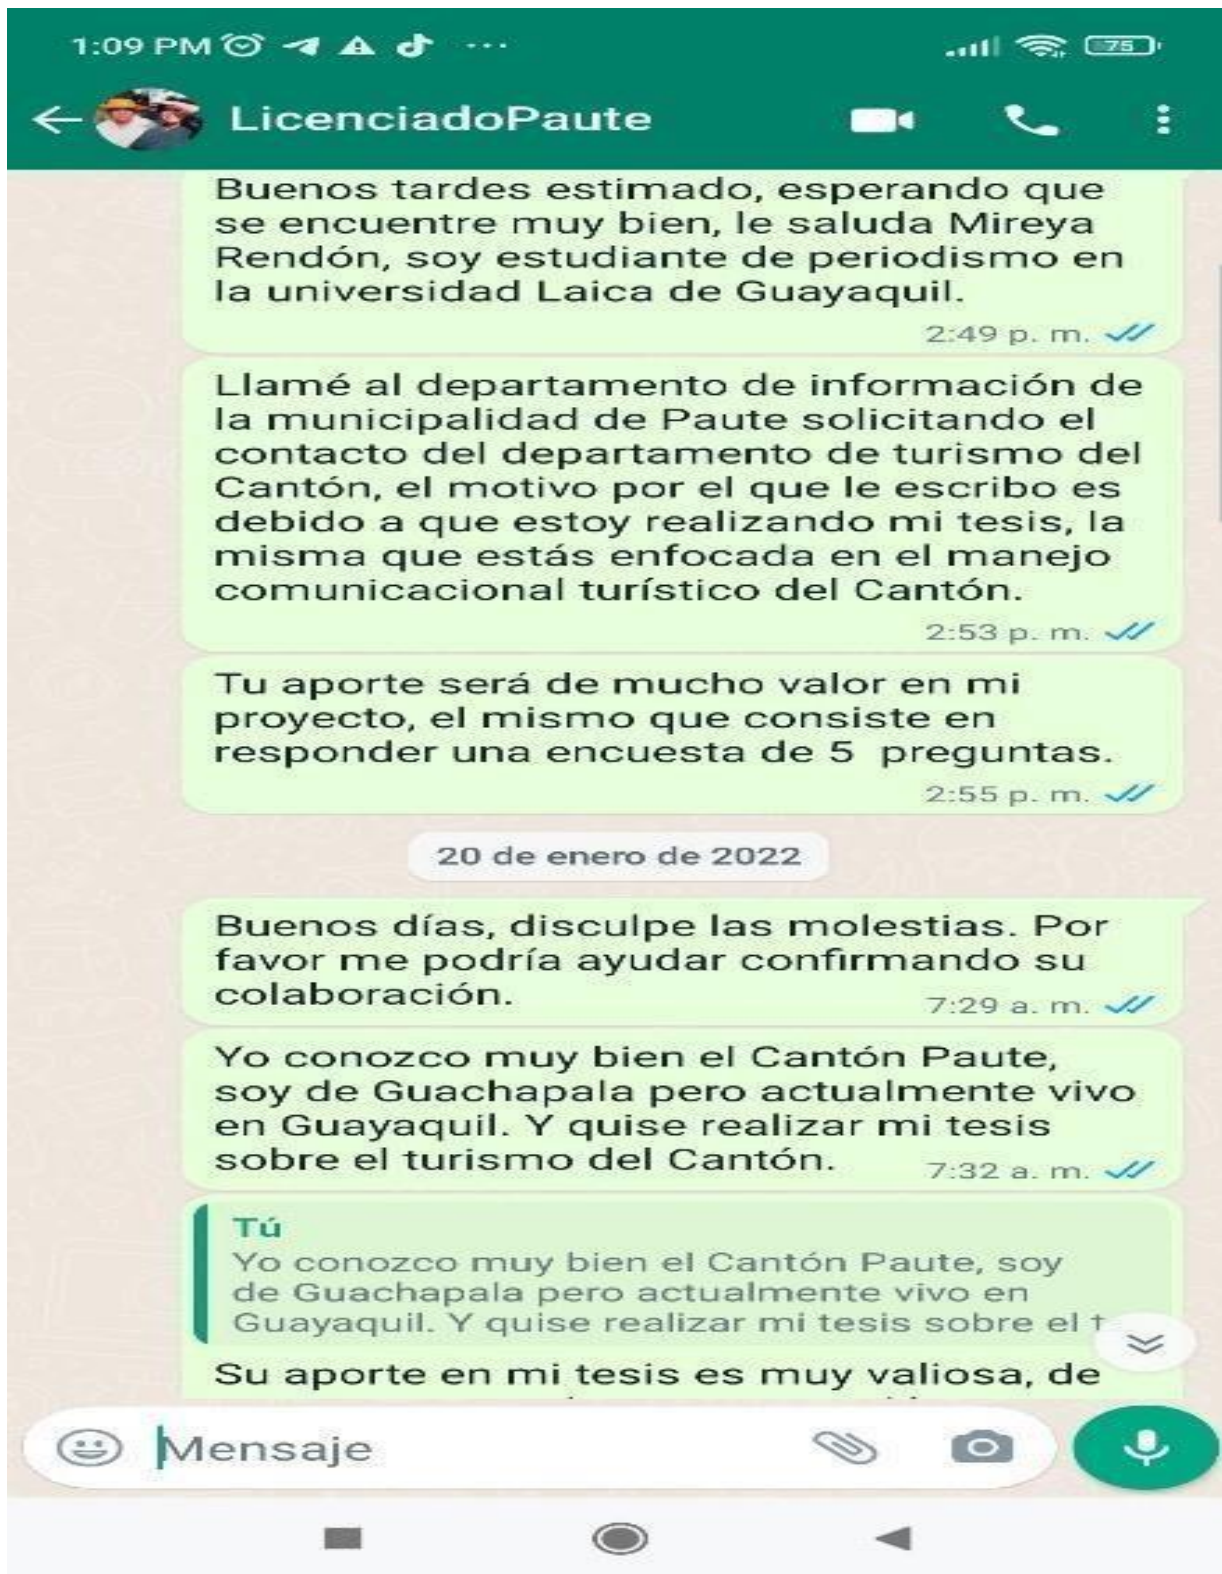 1:09 PM
75
LicenciadoPaute
Buenos tardes estimado, esperando que
se encuentre muy bien, le saluda Mireya
Rendón, soy estudiante de periodismo en
la universidad Laica de Guayaquil.
2:49 p. m.
Llamé al departamento de información de
la municipalidad de Paute solicitando el
contacto del departamento de turismo del
Cantón, el motivo por el que le escribo es
debido a que estoy realizando mi tesis, la
misma que estás enfocada en el manejo
comunicacional turístico del Cantón.
2:53 p. m.
Tu aporte será de mucho valor en mi
proyecto, el mismo que consiste en
responder una encuesta de 5 preguntas.
2:55 p. m.
20 de enero de 2022
Buenos días, disculpe las molestias. Por
favor me podría ayudar confirmando su
colaboración.
7:29 a. m.
Yo conozco muy bien el Cantón Paute,
soy de Guachapala pero actualmente vivo
en Guayaquil. Y quise realizar mi tesis
sobre el turismo del Cantón.
7:32 a. m.
Tú
Yo conozco muy bien el Cantón Paute, soy
de Guachapala pero actualmente vivo en
Guayaquil. Y quise realizar mi tesis sobre el t
Su aporte en mi tesis es muy valiosa, de
Mensaje